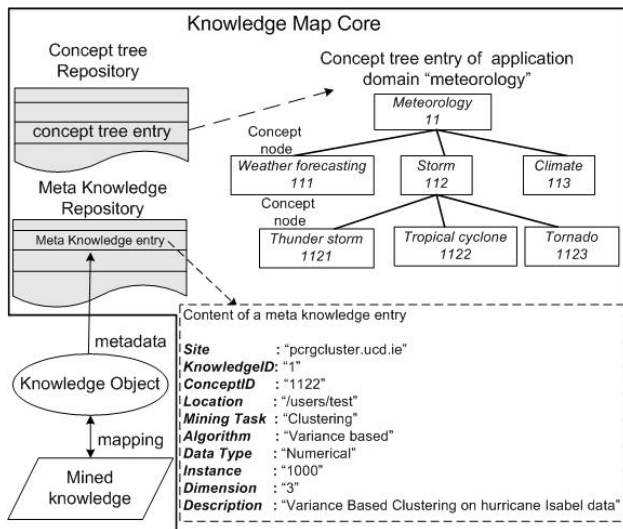 Knowledge Map Core
Concept tree
Repository
concept tree entry
Concept tree entry of application
domain “meteorology”
Meteorology
11
Concept
node
Weather forecasting
111
Storm
112
Climate
113
Concept
node
Thunder storm
1121
Tropical cyclone
1122
Tornado
1123
Meta Knowledge
Repository
Meta Knowledge entry
metadata
Knowledge Object
mapping
Mined
knowledge
Content of a meta knowledge entry
Site : “pcrgcluster.ucd.ie”
KnowledgeID: “1”
ConceptID : “1122”
Location : “/users/test”
Mining Task : “Clustering”
Algorithm : “Variance based”
Data Type : “Numerical”
Instance : “1000”
Dimension : “3”
Description : “Variance Based Clustering on hurricane Isabel data”